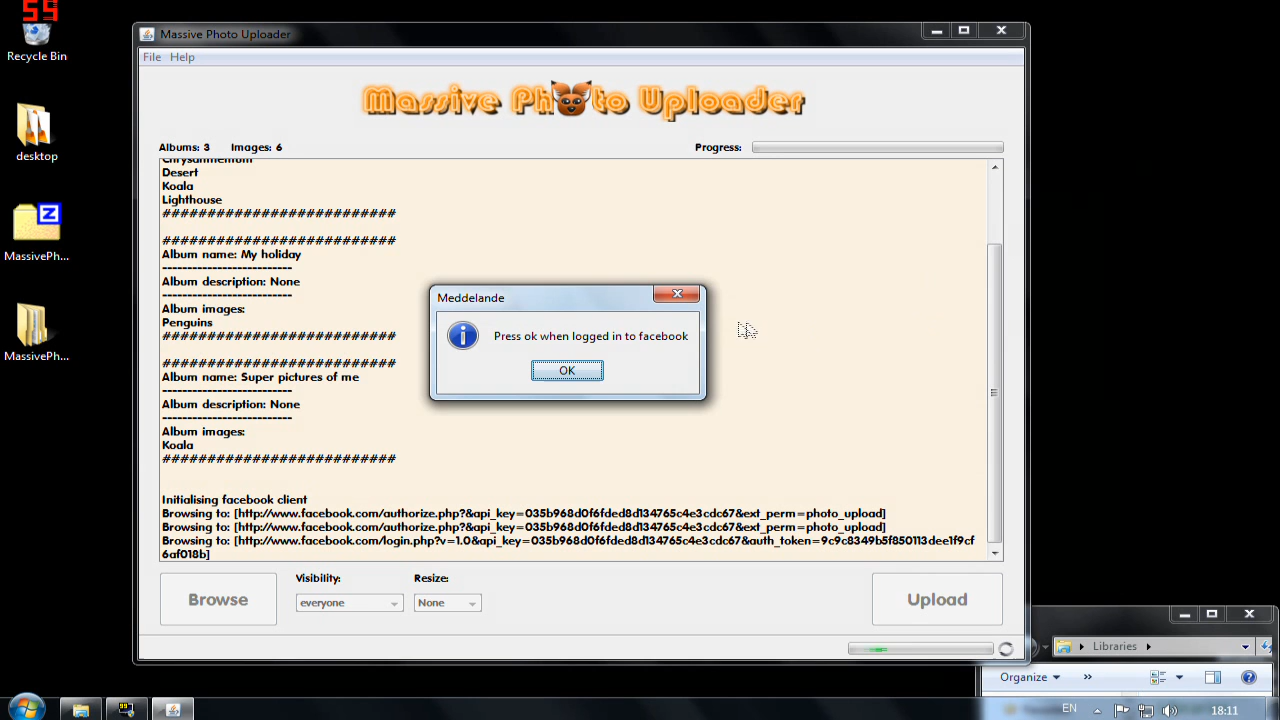 59
Recycle Bin
desktop
MassivePh...
MassivePh...
Massive Photo Uploader
File Help
Massive Photo Uploader
Albums: 3 Images: 6 Progress:
Chrysanthemum
Desert
Koala
Lighthouse
##########################
##########################
Album name: My holiday
--------------------------
Album description: None
--------------------------
Album images:
Penguins
##########################
##########################
Album name: Super pictures of me
--------------------------
Album description: None
--------------------------
Album images:
Koala
##########################
Initialising facebook client
Browsing to: [http://www.facebook.com/authorize.php?&api_key=035b968d0f6fded8d134765c4e3cdc67&ext_perm=photo_upload]
Browsing to: [http://www.facebook.com/authorize.php?&api_key=035b968d0f6fded8d134765c4e3cdc67&ext_perm=photo_upload]
Browsing to: [http://www.facebook.com/login.php?v=1.0&api_key=035b968d0f6fded8d134765c4e3cdc67&auth_token=9c9c8349b5f850113dee1f9cf
6af018b]
Meddelande
Press ok when logged in to facebook
OK
Browse
Visibility: Resize:
everyone None
Upload
Libraries
Organize »
EN 18:11